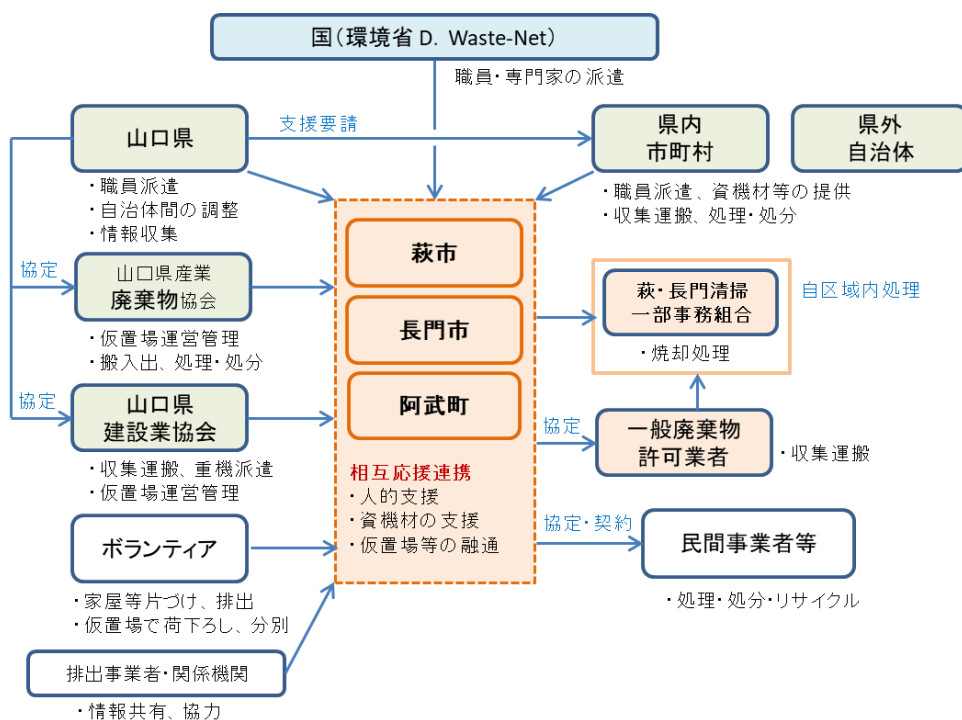 国(環境省 D. Waste-Net)
職員・専門家の派遣
山口県
支援要請
県内
市町村
県外
自治体
・職員派遣
・自治体間の調整
・情報収集
・職員派遣、資機材等の提供
・収集運搬、処理・処分
萩市
長門市
阿武町
相互応援連携
・人的支援
・資機材の支援
・仮置場等の融通
協定
山口県産業
廃棄物協会
・仮置場運営管理
・搬入出、処理・処分
協定
山口県
建設業協会
・収集運搬、重機派遣
・仮置場運営管理
ボランティア
・家屋等片づけ、排出
・仮置場で荷下ろし、分別
排出事業者・関係機関
・情報共有、協力
萩・長門清掃
一部事務組合
・焼却処理
自区域内処理
協定
一般廃棄物
許可業者
・収集運搬
協定・契約
民間事業者等
・処理・処分・リサイクル